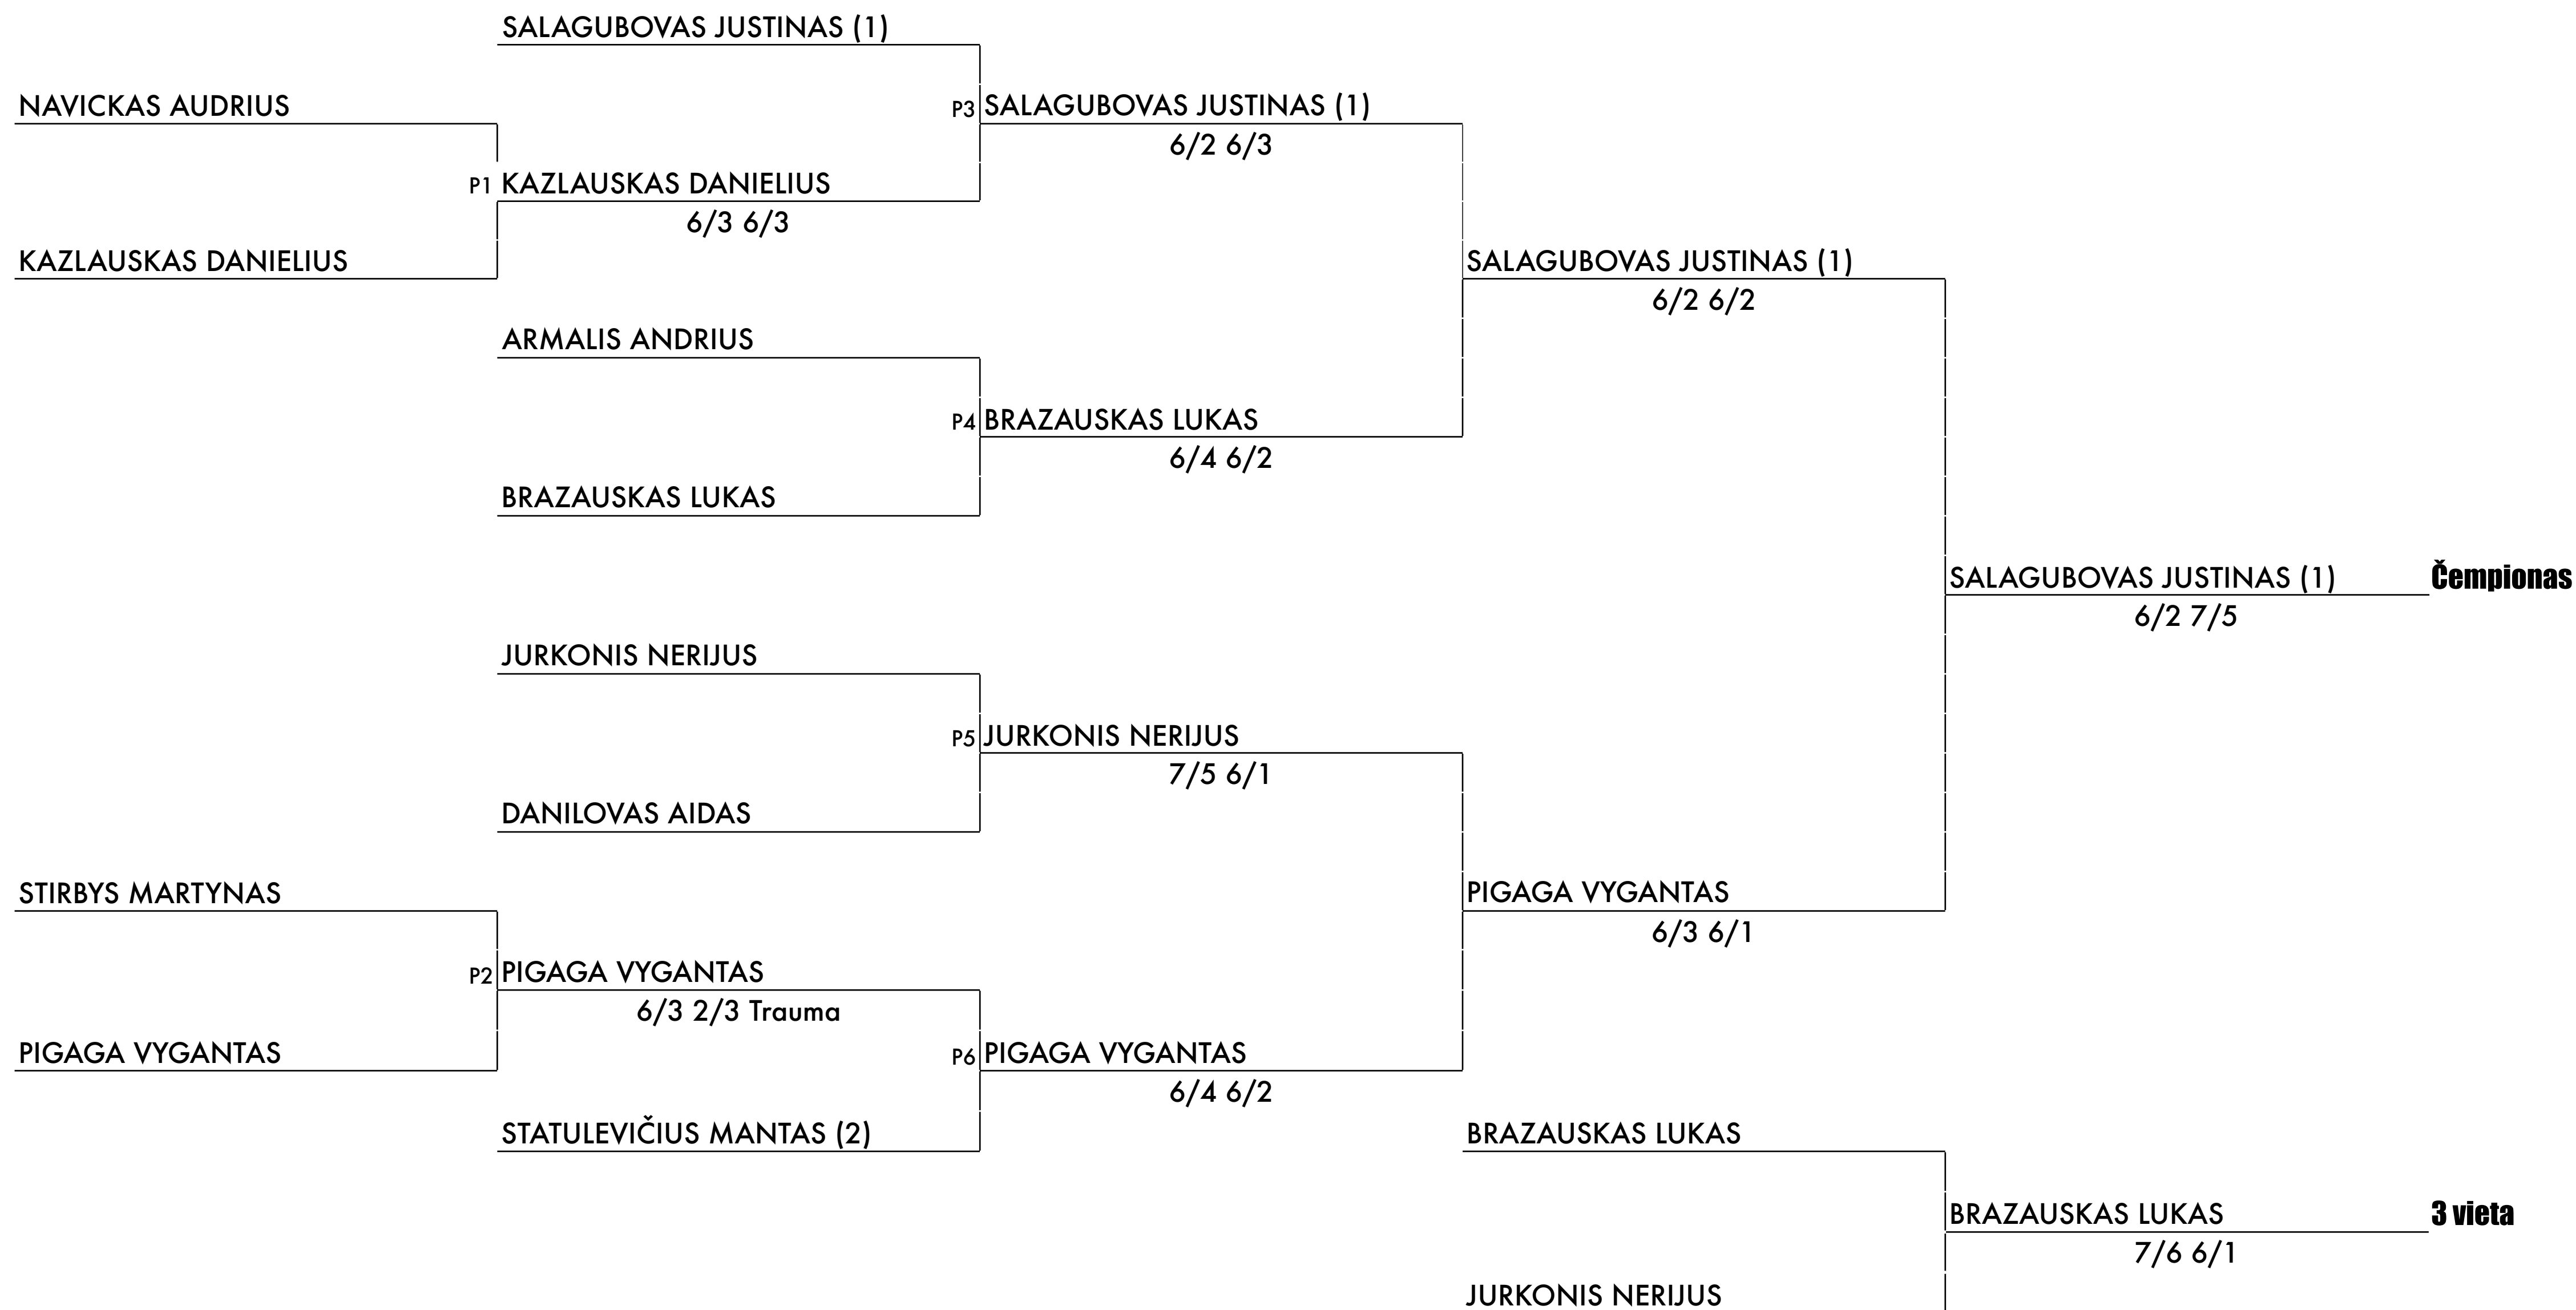 SALAGUBOVAS JUSTINAS (1)
NAVICKAS AUDRIUS
P3 SALAGUBOVAS JUSTINAS (1)
6/2 6/3
P1 KAZLAUSKAS DANIELIUS
6/3 6/3
KAZLAUSKAS DANIELIUS
SALAGUBOVAS JUSTINAS (1)
6/2 6/2
ARMALIS ANDRIUS
P4 BRAZAUSKAS LUKAS
6/4 6/2
BRAZAUSKAS LUKAS
SALAGUBOVAS JUSTINAS (1) Čempionas
6/2 7/5
JURKONIS NERIJUS
P5 JURKONIS NERIJUS
7/5 6/1
DANILOVAS AIDAS
STIRBYS MARTYNAS
PIGAGA VYGANTAS
6/3 6/1
P2 PIGAGA VYGANTAS
6/3 2/3 Trauma
PIGAGA VYGANTAS
P6 PIGAGA VYGANTAS
6/4 6/2
STATULEVIČIUS MANTAS (2)
BRAZAUSKAS LUKAS
BRAZAUSKAS LUKAS 3 vieta
7/6 6/1
JURKONIS NERIJUS